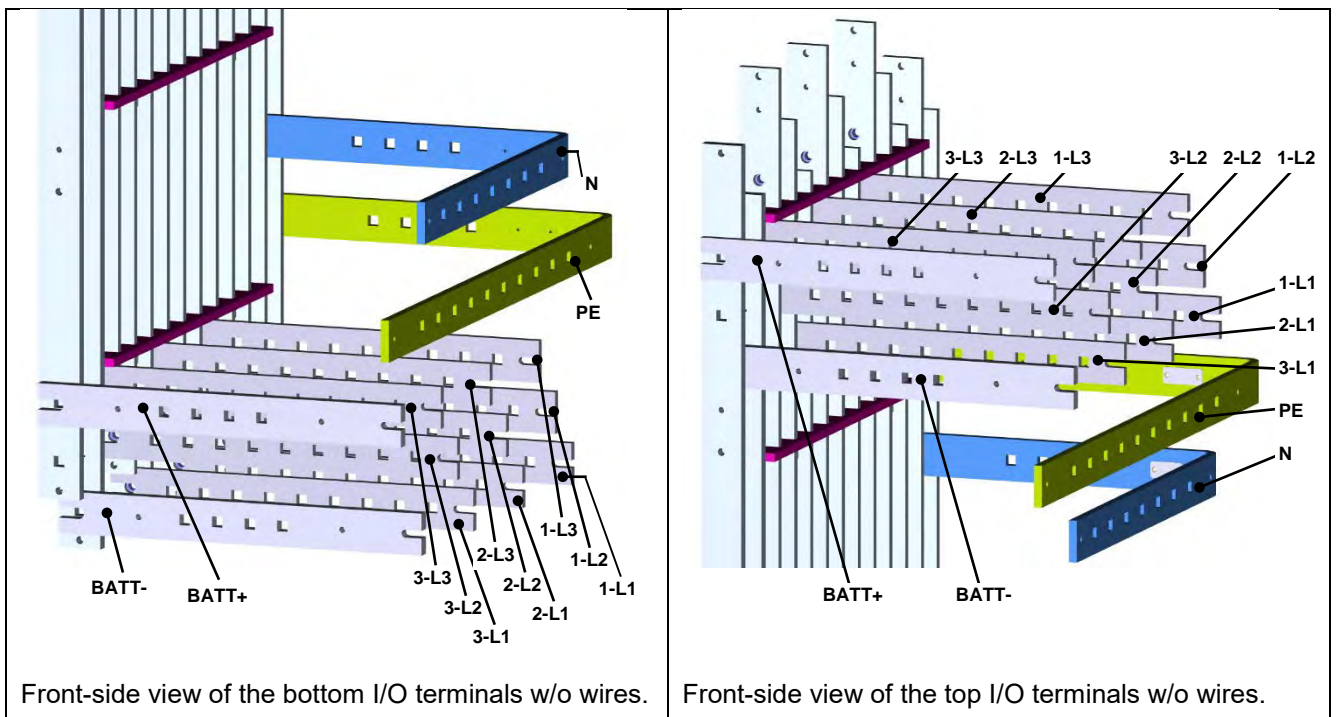 N
PE
1-L3
1-L2
1-L1
2-L3
2-L2
2-L1
3-L3
3-L2
3-L1
BATT-
BATT+
Front-side view of the bottom I/O terminals w/o wires.
3-L3
2-L3
1-L3
3-L2
2-L2
1-L2
1-L1
2-L1
3-L1
PE
N
BATT+
BATT-
Front-side view of the top I/O terminals w/o wires.